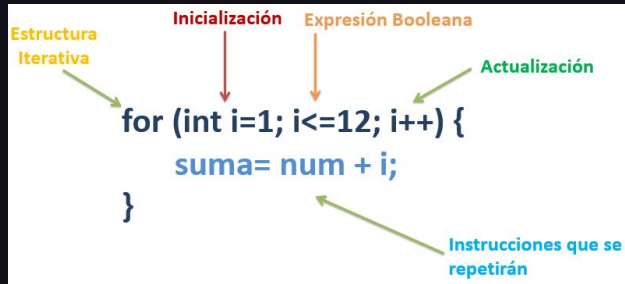 Inicialización
Expresión Booleana
Estructura
Iterativa
Actualización
for (int i=1; i<=12; i++) {
suma= num + i;
}
Instrucciones que se
repetirán